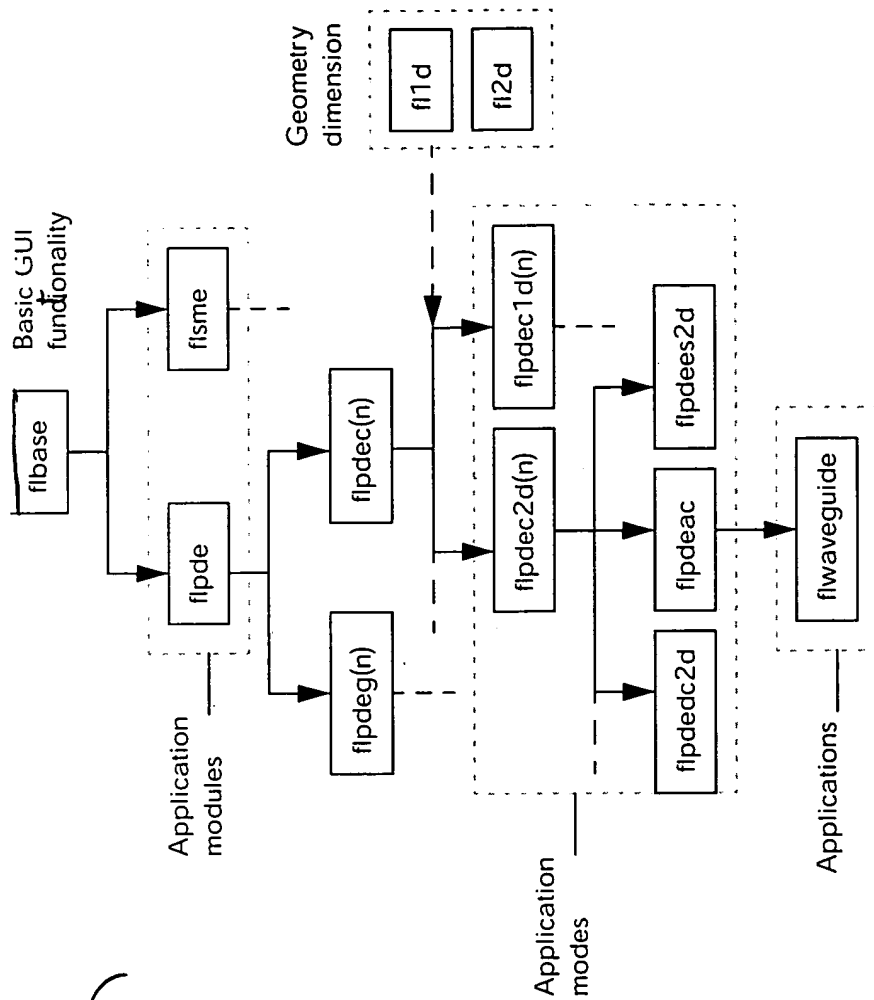 flbase
Basic GUI
functionality
Application
modules
flpde
flsme
flpdeg(n)
flpdec(n)
Geometry
dimension
fl1d
fl2d
flpdec2d(n)
flpdec1d(n)
Application
modes
flpdedc2d
flpdeac
flpdees2d
Applications
flwaveguide